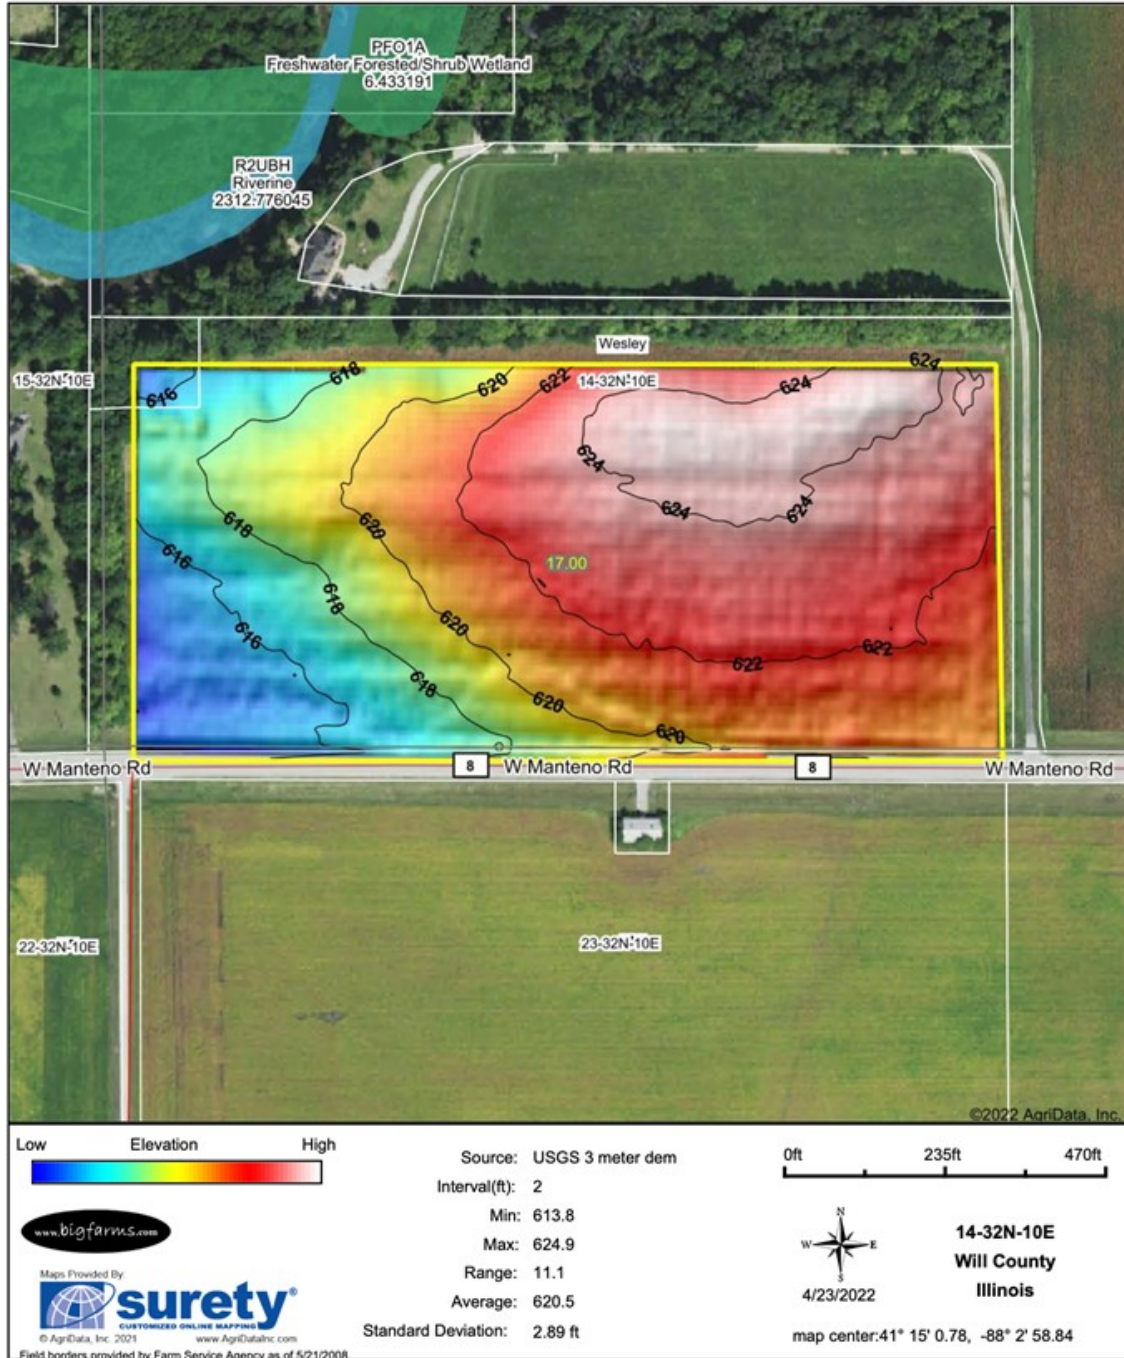 PFO1A
Freshwater Forested/Shrub Wetland
6.433191
R2UBH
Riverine
2312.776045
Wesley
15-32N-10E
14-32N-10E
624
616
618
620
622
624
624
624
624
618
620
616
17.00
618
616
620
622
622
618
620
620
W Manteno Rd
8
W Manteno Rd
8
W Manteno Rd
22-32N-10E
23-32N-10E
©2022 AgriData, Inc.
Low Elevation High
www.bigfarms.com
Maps Provided By
surety®
CUSTOMIZED ONLINE MAPPING
© AgriData, Inc. 2021 www.AgriDataInc.com
Field borders provided by Farm Service Agency as of 5/21/2008.
Source: USGS 3 meter dem
Interval(ft): 2
Min: 613.8
Max: 624.9
Range: 11.1
Average: 620.5
Standard Deviation: 2.89 ft
0ft 235ft 470ft
N
W E
S
4/23/2022
14-32N-10E
Will County
Illinois
map center:41° 15' 0.78, -88° 2' 58.84